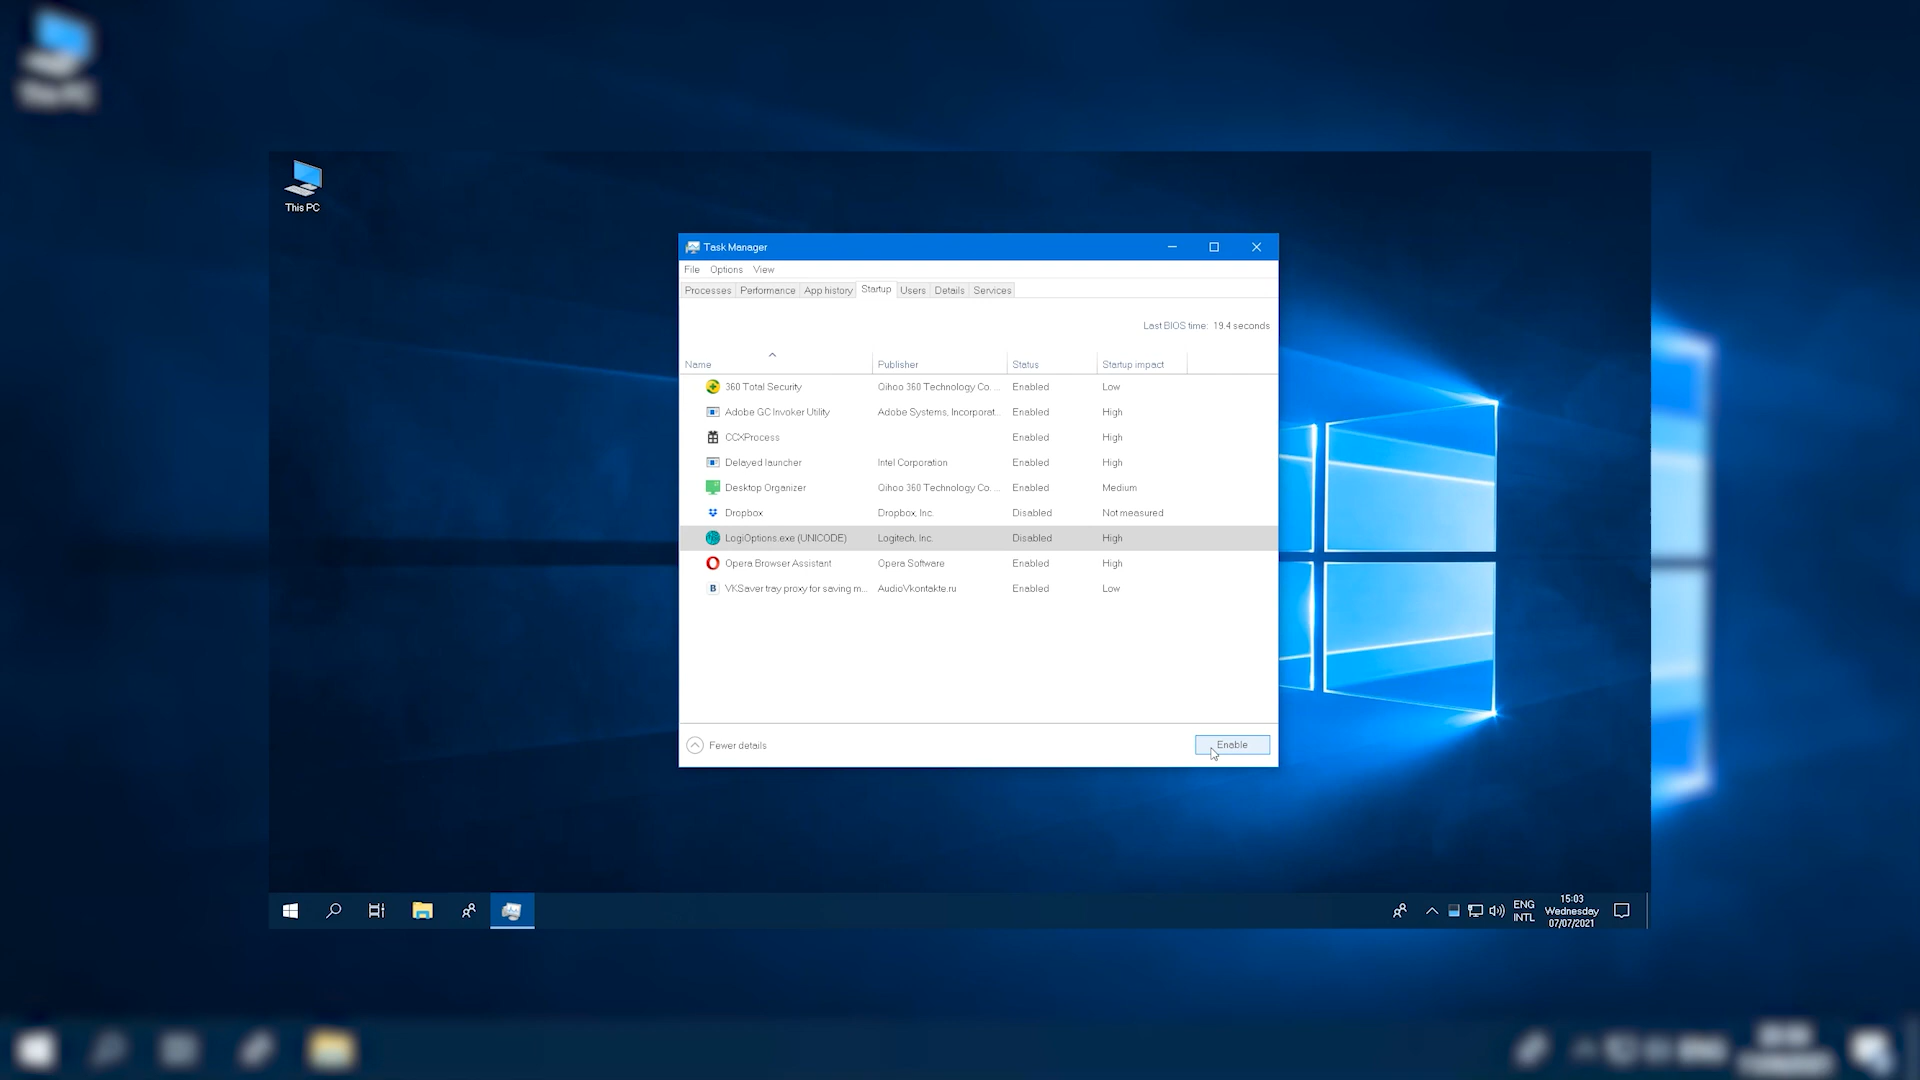 This PC
Task Manager
File Options View
Processes Performance App history Startup Users Details Services
Last BIOS time: 19.4 seconds
Name Publisher Status Startup impact
360 Total Security Qihoo 360 Technology Co. ... Enabled Low
Adobe GC Invoker Utility Adobe Systems, Incorporat... Enabled High
CCXProcess Enabled High
Delayed launcher Intel Corporation Enabled High
Desktop Organizer Qihoo 360 Technology Co. ... Enabled Medium
Dropbox Dropbox, Inc. Disabled Not measured
LogiOptions.exe (UNICODE) Logitech, Inc. Disabled High
Opera Browser Assistant Opera Software Enabled High
VKSaver tray proxy for saving m... AudioVkontakte.ru Enabled Low
Fewer details Enable
ENG
INTL
15:03
Wednesday
07/07/2021